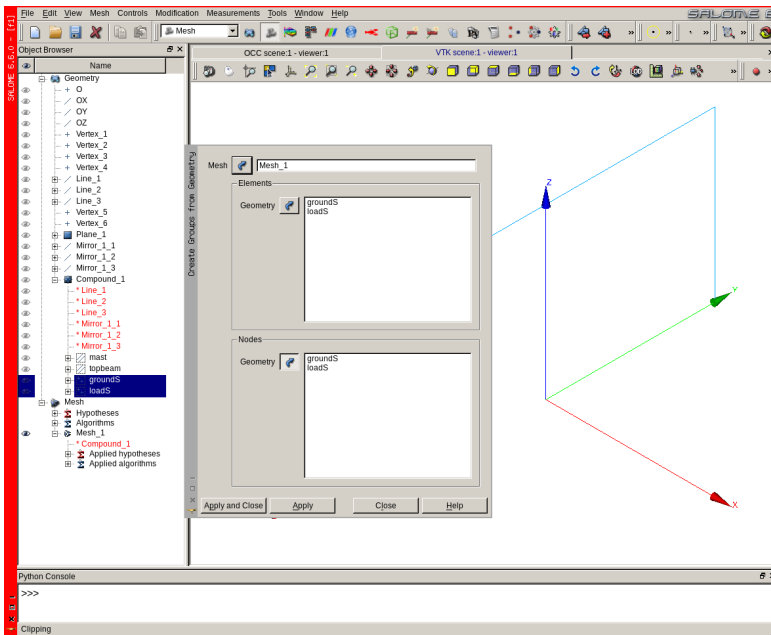 File Edit View Mesh Controls Modification Measurements Tools Window Help
SALOME 6
SALOME 6.6.0 - [f1]
Mesh
Object Browser
OCC scene:1 - viewer:1
VTK scene:1 - viewer:1
Name
Geometry
O
OX
OY
OZ
Vertex_1
Vertex_2
Vertex_3
Vertex_4
Line_1
Line_2
Line_3
Vertex_5
Vertex_6
Plane_1
Mirror_1_1
Mirror_1_2
Mirror_1_3
Compound_1
* Line_1
* Line_2
* Line_3
* Mirror_1_1
* Mirror_1_2
* Mirror_1_3
mast
topbeam
groundS
loadS
Mesh
Hypotheses
Algorithms
Mesh_1
* Compound_1
Applied hypotheses
Applied algorithms
Create Groups from Geometry
Mesh
Mesh_1
Elements
Geometry
groundS
loadS
Nodes
Geometry
groundS
loadS
Apply and Close
Apply
Close
Help
Z
Y
X
Python Console
>>>
Clipping